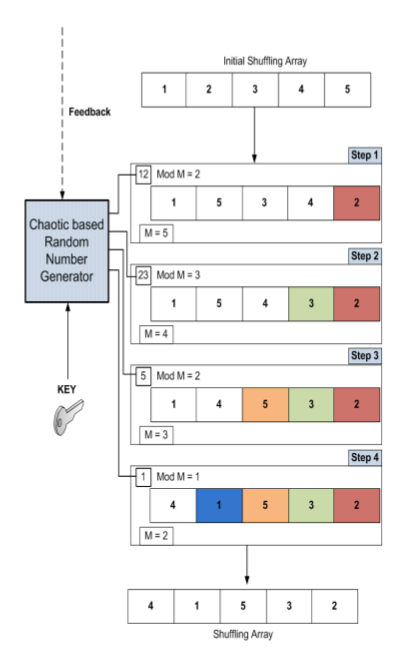 Initial Shuffling Array
1 2 3 4 5
Feedback
Step 1
12 Mod M = 2
1 5 3 4 2
M = 5
Chaotic based
Random
Number
Generator
Step 2
23 Mod M = 3
1 5 4 3 2
M = 4
Step 3
5 Mod M = 2
1 4 5 3 2
M = 3
KEY
Step 4
1 Mod M = 1
4 1 5 3 2
M = 2
4 1 5 3 2
Shuffling Array